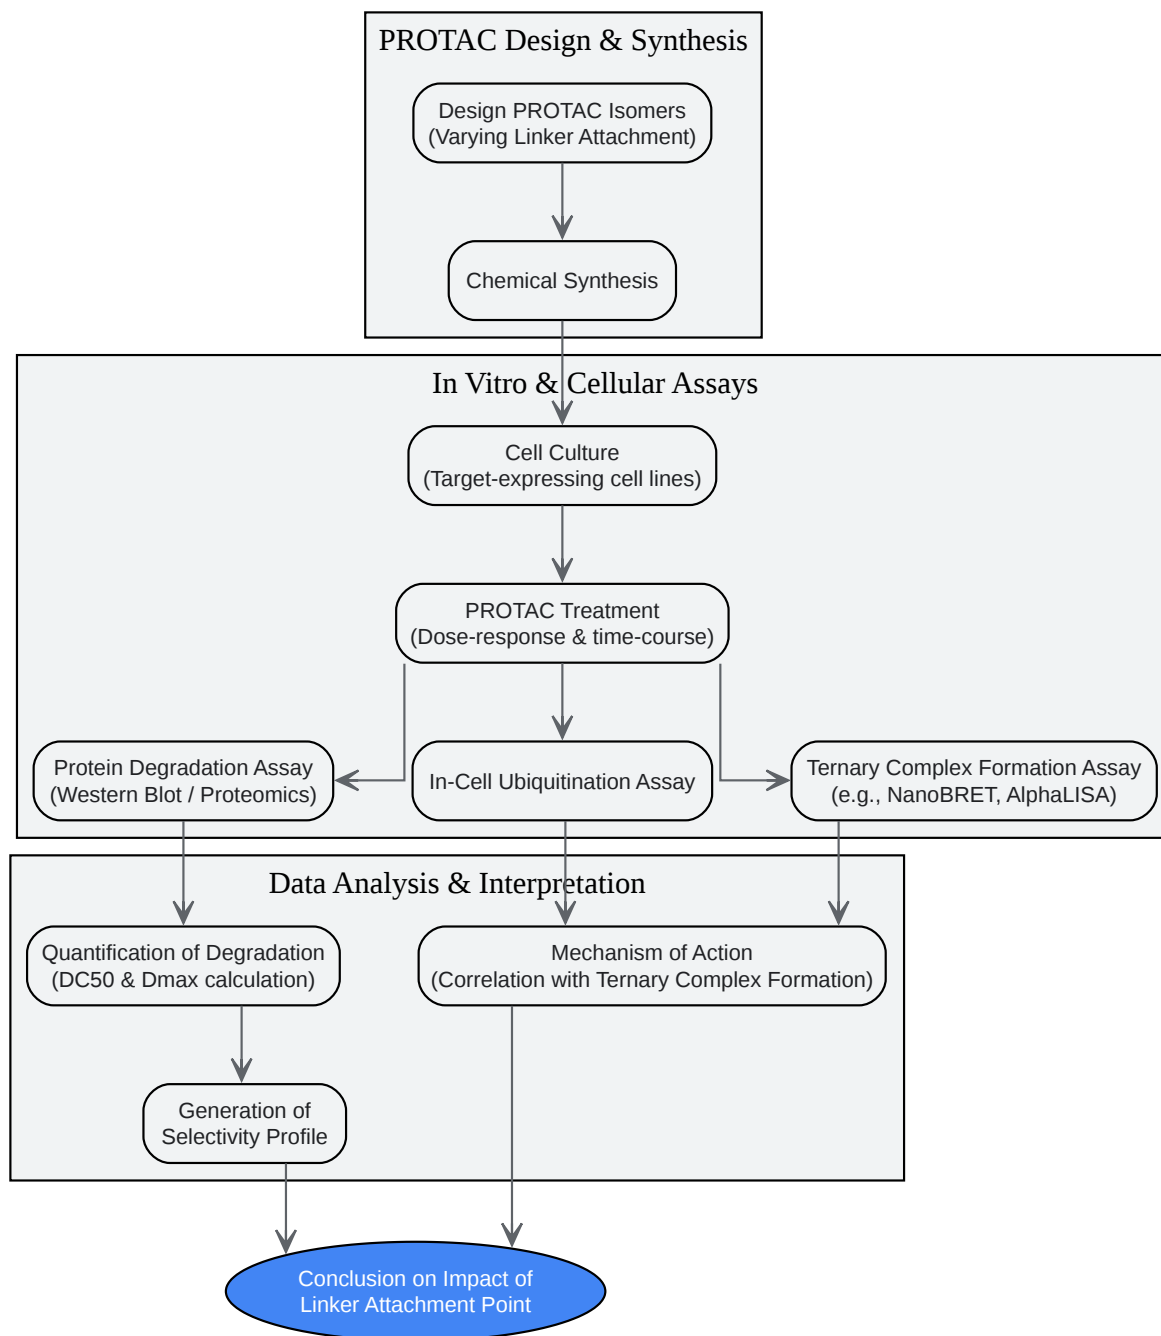 PROTAC Design & Synthesis
Design PROTAC Isomers
(Varying Linker Attachment)
Chemical Synthesis
In Vitro & Cellular Assays
Cell Culture
(Target-expressing cell lines)
PROTAC Treatment
(Dose-response & time-course)
Protein Degradation Assay
(Western Blot / Proteomics)
In-Cell Ubiquitination Assay
Ternary Complex Formation Assay
(e.g., NanoBRET, AlphaLISA)
Data Analysis & Interpretation
Quantification of Degradation
(DC50 & Dmax calculation)
Mechanism of Action
(Correlation with Ternary Complex Formation)
Generation of
Selectivity Profile
Conclusion on Impact of
Linker Attachment Point